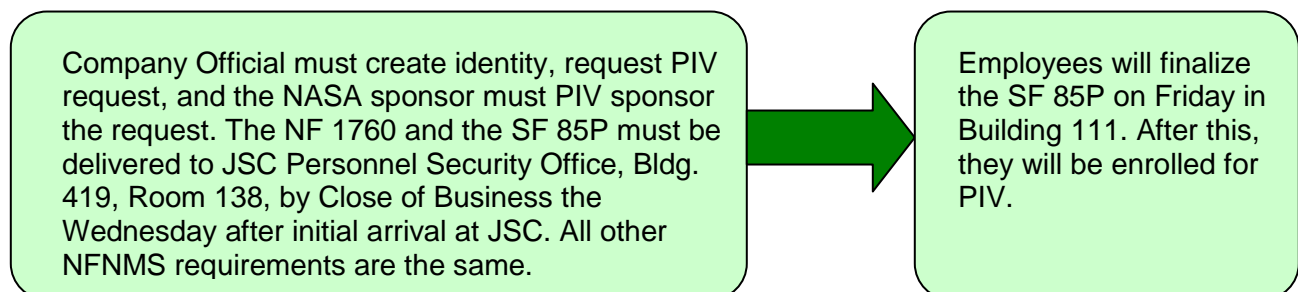 Company Official must create identity, request PIV
request, and the NASA sponsor must PIV sponsor
the request. The NF 1760 and the SF 85P must be
delivered to JSC Personnel Security Office, Bldg.
419, Room 138, by Close of Business the
Wednesday after initial arrival at JSC. All other
NFNMS requirements are the same.
Employees will finalize
the SF 85P on Friday in
Building 111. After this,
they will be enrolled for
PIV.